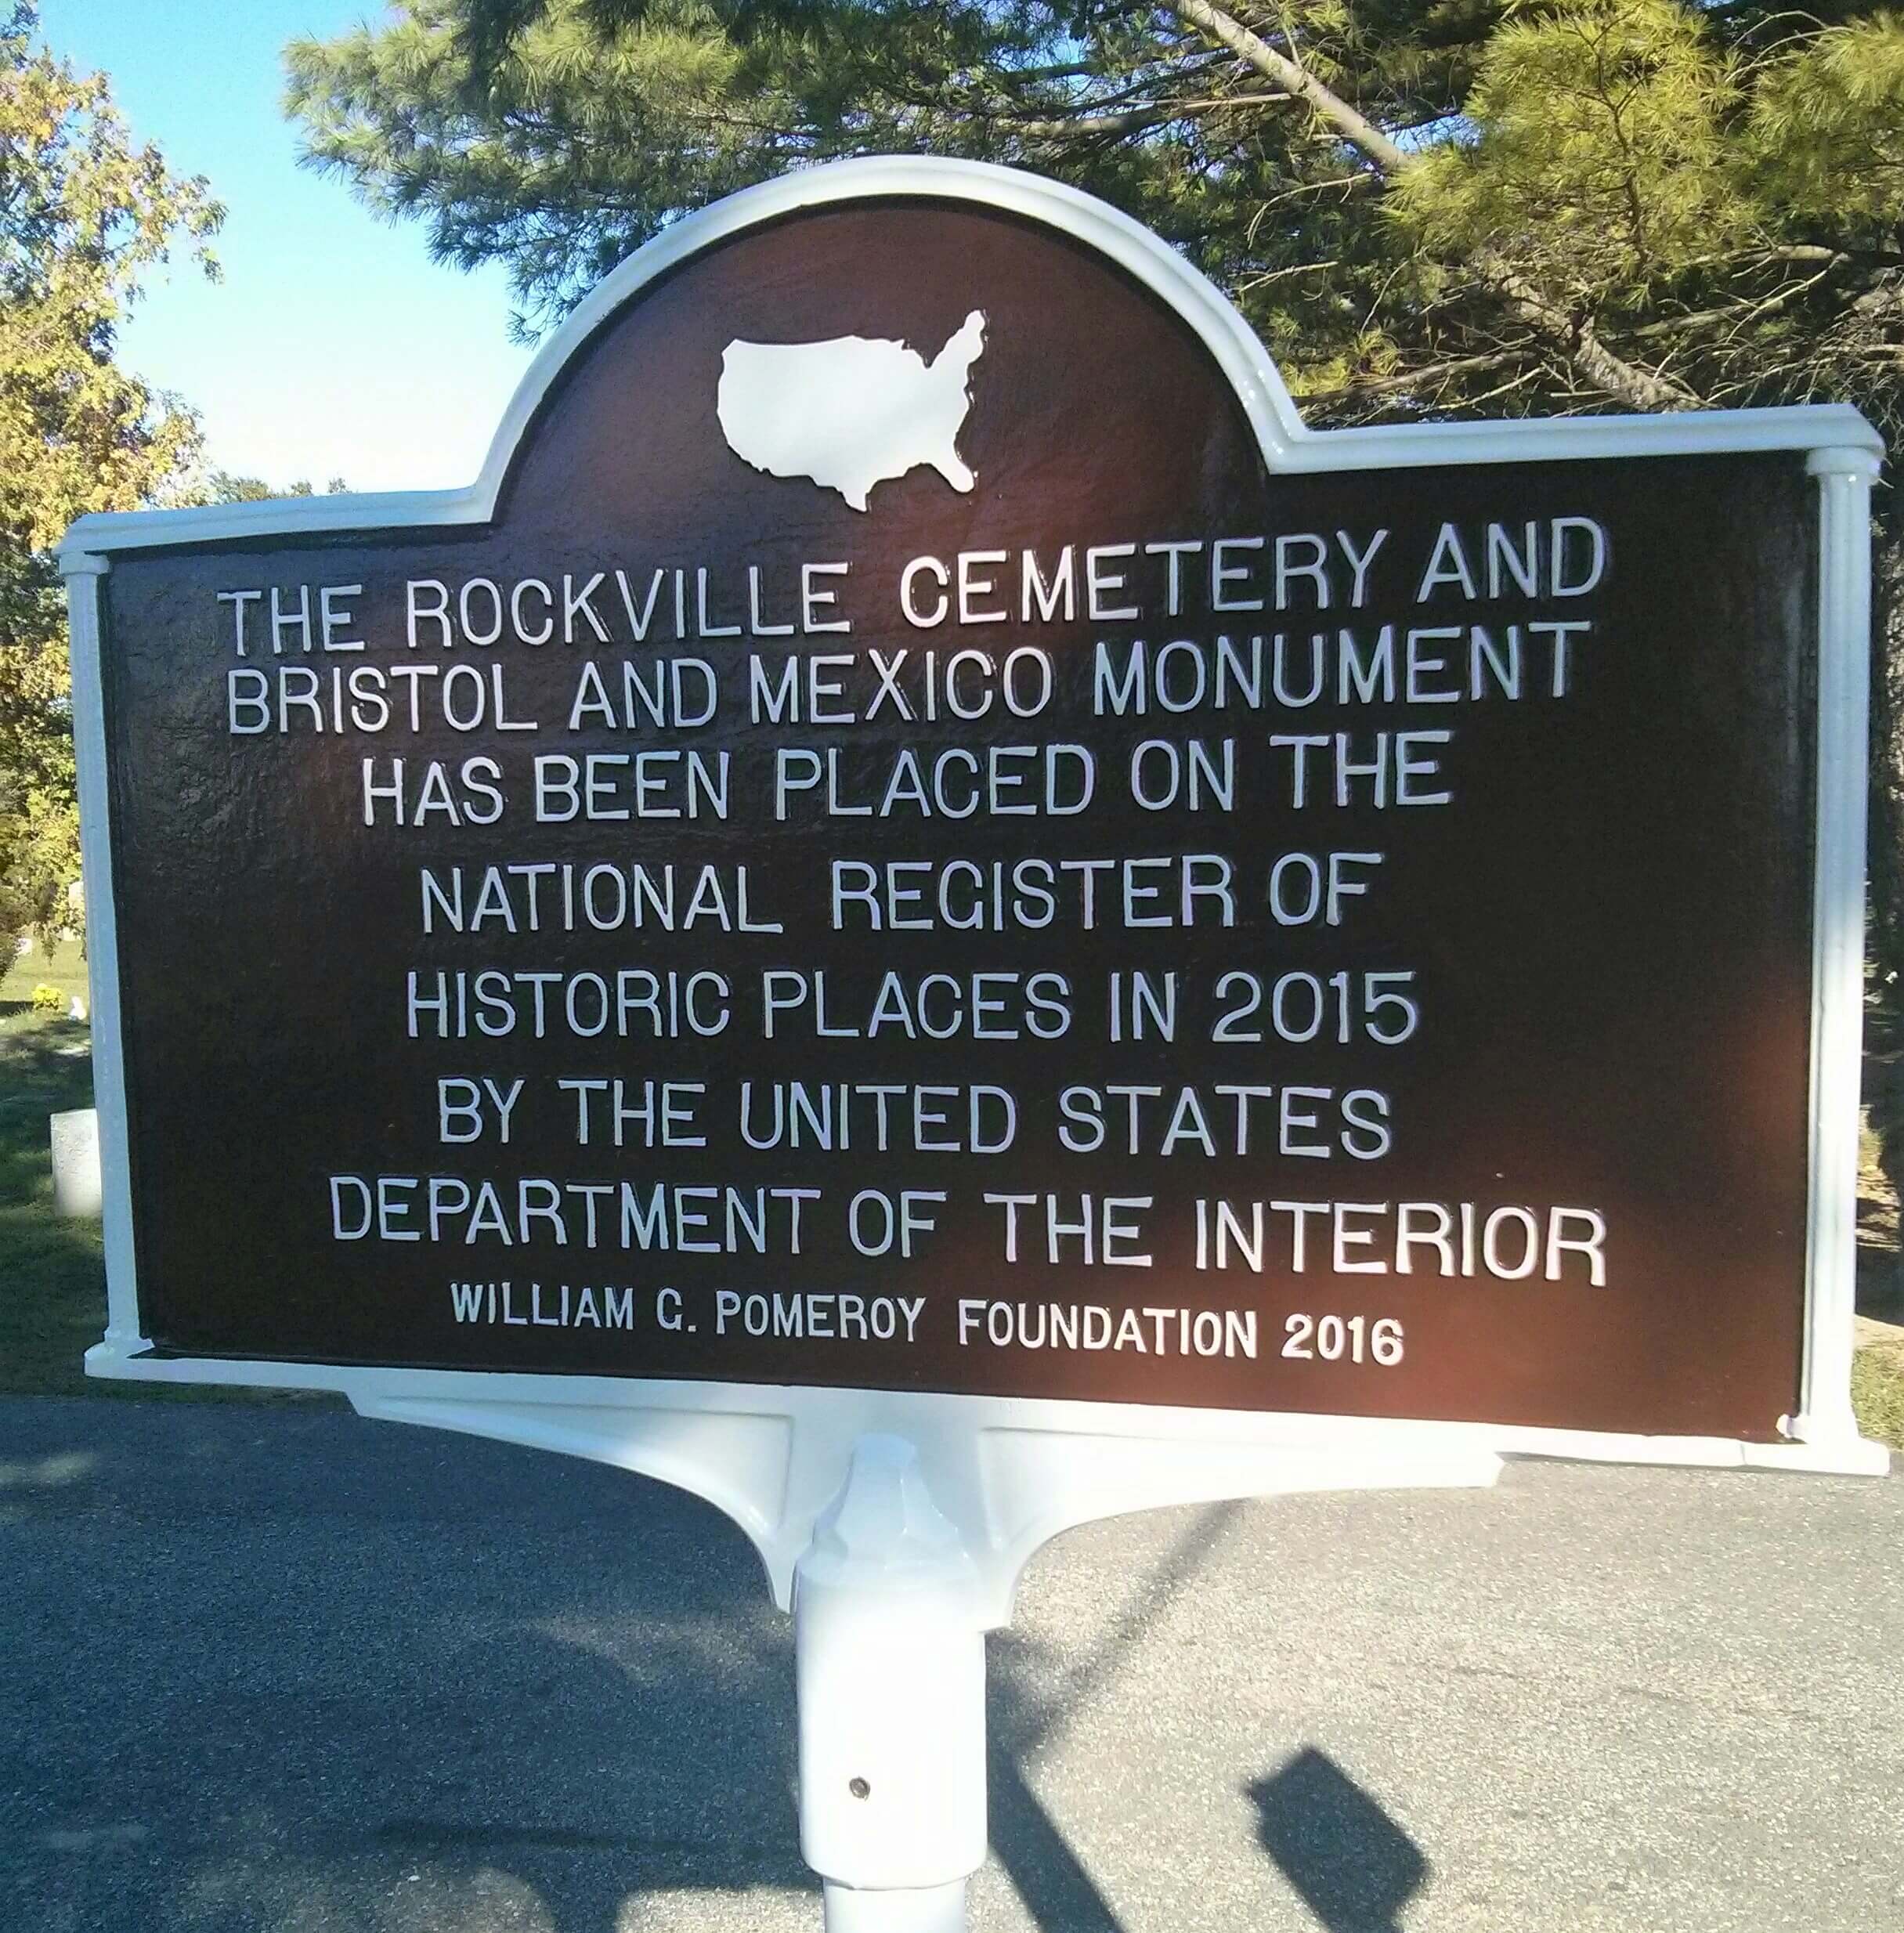 THE ROCKVILLE CEMETERY AND
BRISTOL AND MEXICO MONUMENT
HAS BEEN PLACED ON THE
NATIONAL REGISTER OF
HISTORIC PLACES IN 2015
BY THE UNITED STATES
DEPARTMENT OF THE INTERIOR
WILLIAM G. POMEROY FOUNDATION 2016